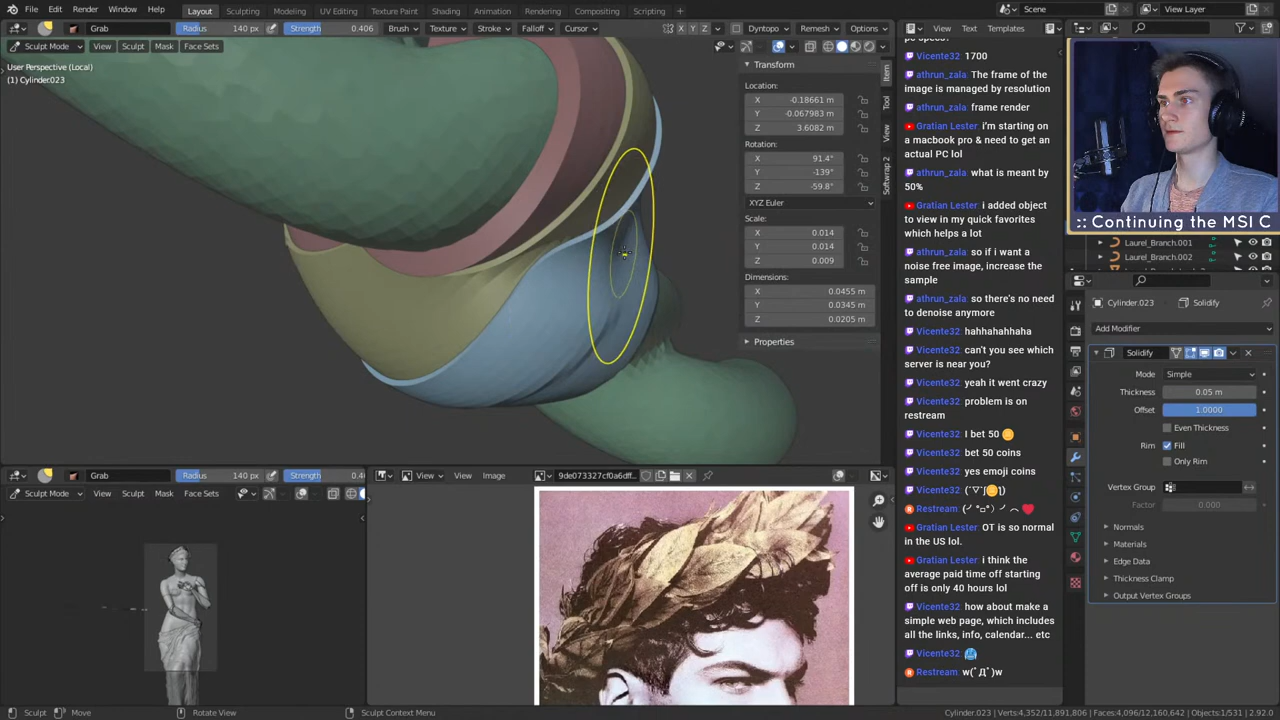 File Edit Render Window Help Layout Sculpting Modeling UV Editing Texture Paint Shading Animation Rendering Compositing Scripting Scene View Layer
Grab Radius 140 px Strength 0.406 Brush Texture Stroke Falloff Cursor X Y Z Dyntopo Remesh View Text Templates
Sculpt Mode View Sculpt Mask Face Sets
User Perspective (Local)
(1) Cylinder.023
Transform
Location:
X -0.18661 m
Y -0.067983 m
Z 3.6082 m
Rotation:
X 91.4°
Y -139°
Z -59.8°
XYZ Euler
Scale:
X 0.014
Y 0.014
Z 0.009
Dimensions:
X 0.0455 m
Y 0.0345 m
Z 0.0205 m
Properties
Item
Tool
View
Softwrap 2
Vicente32: 1700
athrun_zala: The frame of
the image is managed by
resolution
athrun_zala: frame render
Gratian Lester: i'm starting on
a macbook pro & need to get an
actual PC lol
athrun_zala: what is meant by
50%
Gratian Lester: i added object
to view in my quick favorites
which helps a lot
athrun_zala: so if i want a
noise free image, increase the
sample
athrun_zala: so there's no need
to denoise anymore
Vicente32: hahhahahhaha
Vicente32: can't you see which
server is near you?
Vicente32: yeah it went crazy
Vicente32: problem is on
restream
Vicente32: I bet 50
Vicente32: bet 50 coins
Vicente32: yes emoji coins
Vicente32:
Restream:
Gratian Lester: OT is so normal
in the US lol.
Gratian Lester: i think the
average paid time off starting
off is only 40 hours lol
Vicente32: how about make a
simple web page, which includes
all the links, info, calendar... etc
Vicente32:
Restream: w(ﾟДﾟ)w
:: Continuing the MSI C
Laurel_Branch.001
Laurel_Branch.002
Cylinder.023 Solidify
Add Modifier
Solidify
Mode Simple
Thickness 0.05 m
Offset 1.0000
Even Thickness
Rim Fill
Only Rim
Vertex Group
Factor 0.000
Normals
Materials
Edge Data
Thickness Clamp
Output Vertex Groups
Grab Radius 140 px Strength View View Image 9de073327cf0a6dff...
Sculpt Mode View Sculpt Mask Face Sets
Sculpt Move Rotate View Sculpt Context Menu Cylinder.023 Verts:4,352/11,891,806 Faces:4,096/12,160,642 Objects:1/531 2.92.0